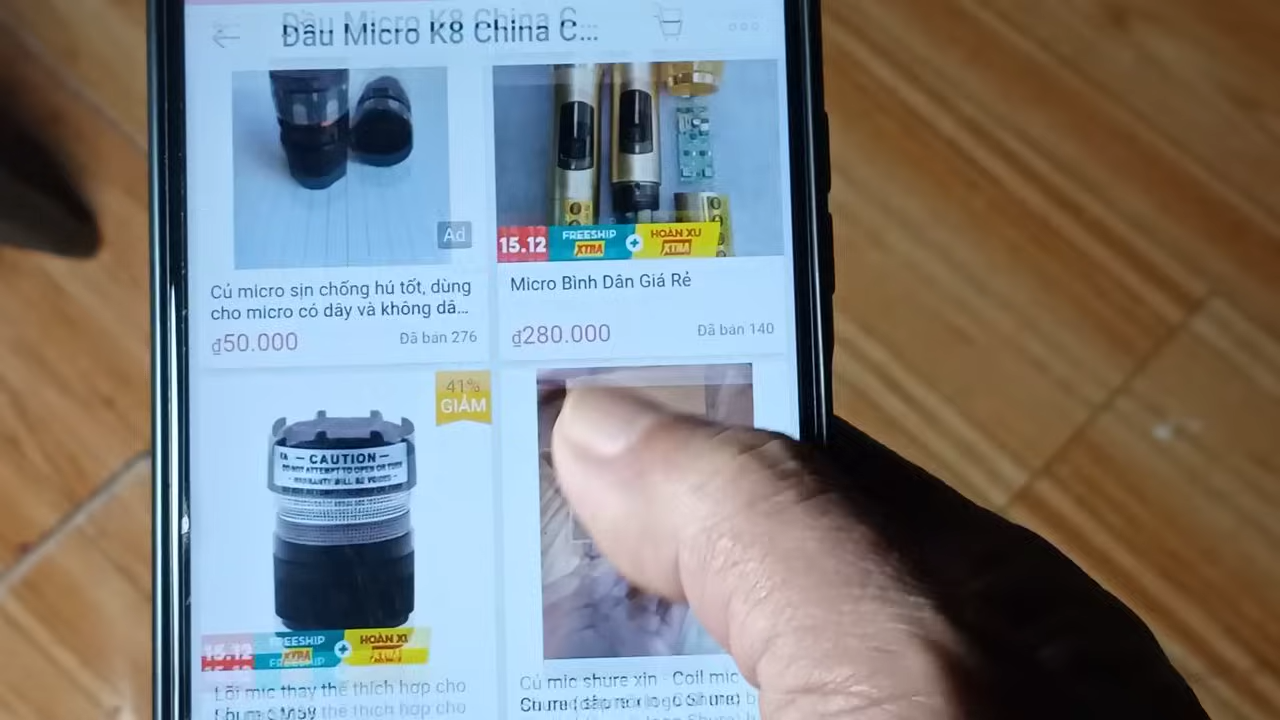 Đầu Micro K8 China C...
Ad
15.12
FREESHIP
XTRA
HOÀN XU
XTRA
Củ micro sịn chống hú tốt, dùng
cho micro có dây và không dâ...
₫50.000
Đã bán 276
Micro Bình Dân Giá Rẻ
₫280.000
Đã bán 140
41%
GIẢM
CAUTION
DO NOT ATTEMPT TO OPEN OR
WARRANTY WILL BE
15.12
FREESHIP
XTRA
HOÀN XU
Lõi mic thay thế thích hợp cho
Củ mic shure xịn - Coil mic